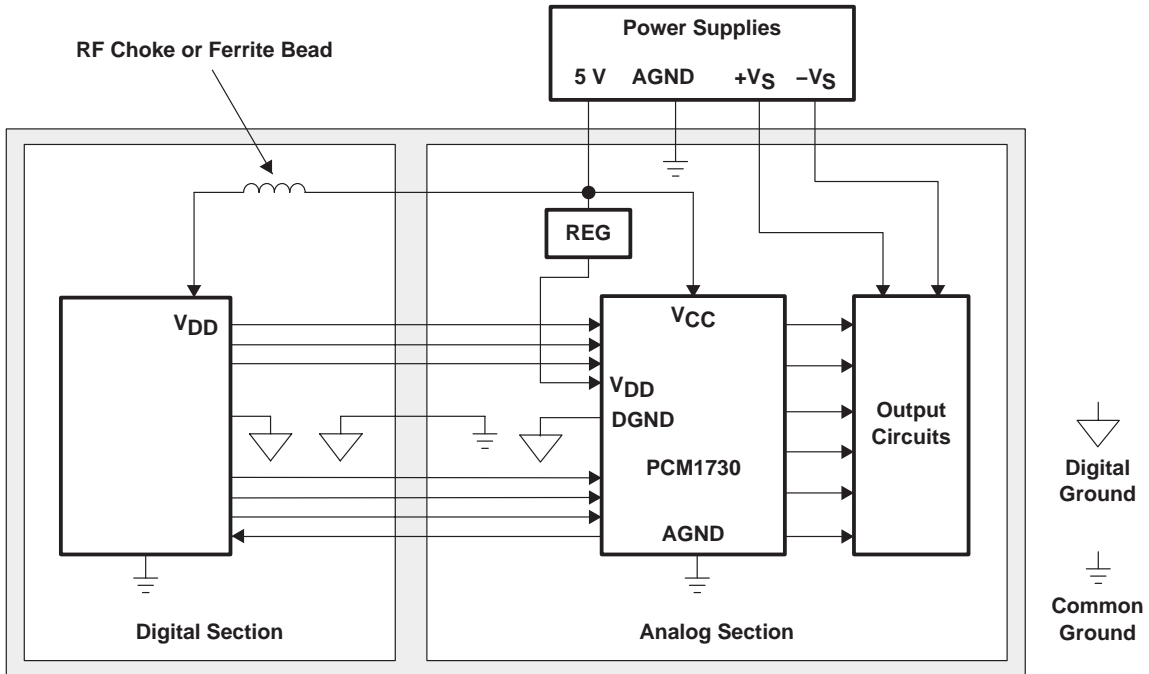 Power Supplies
5 V AGND +VS –VS
RF Choke or Ferrite Bead
REG
VDD
VCC
VDD
DGND
PCM1730
AGND
Output
Circuits
Digital
Ground
Common
Ground
Digital Section
Analog Section